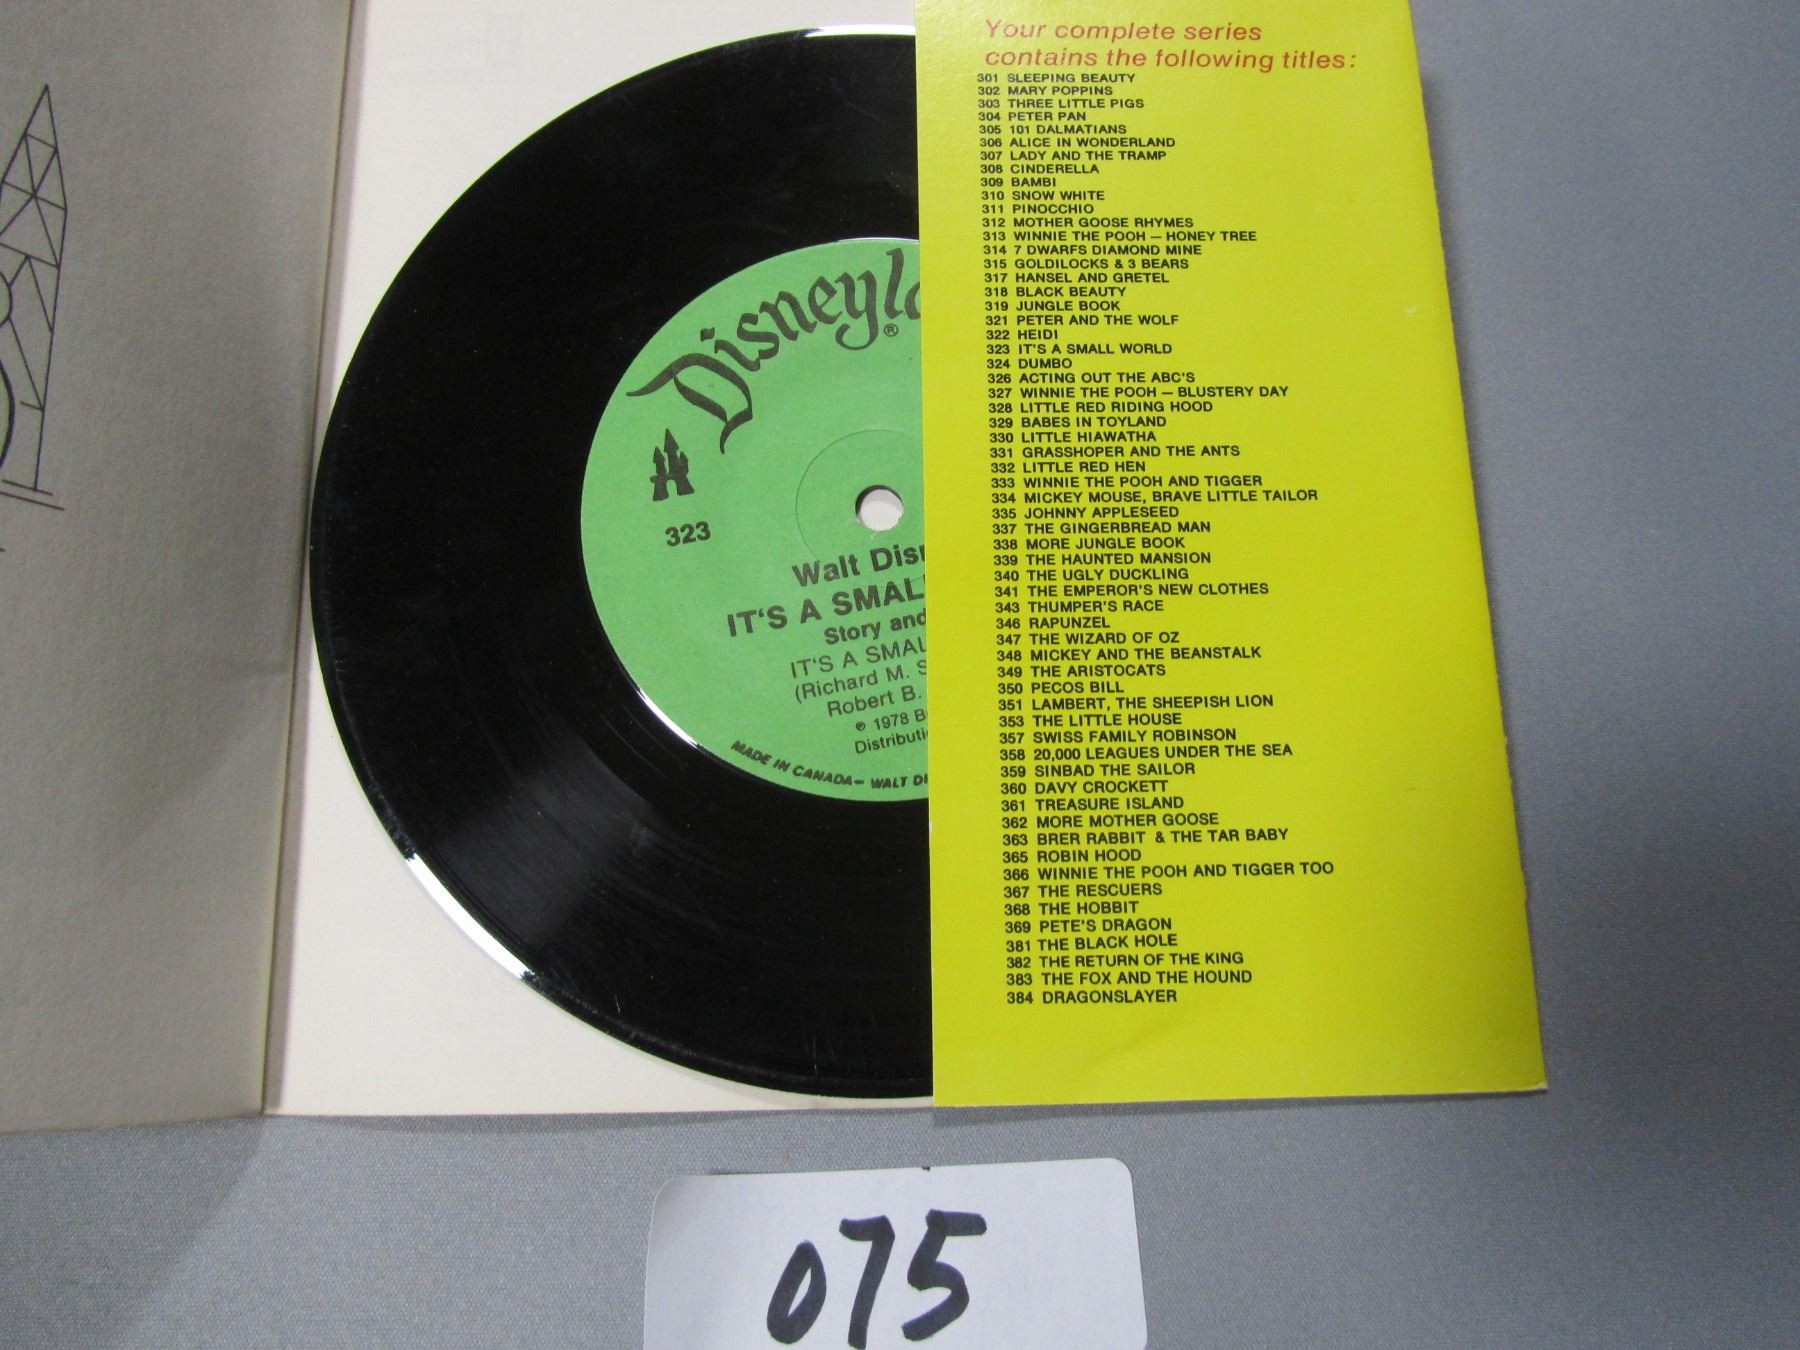 Your complete series
contains the following titles:
301 SLEEPING BEAUTY
302 MARY POPPINS
303 THREE LITTLE PIGS
304 PETER PAN
305 101 DALMATIANS
306 ALICE IN WONDERLAND
307 LADY AND THE TRAMP
308 CINDERELLA
309 BAMBI
310 SNOW WHITE
311 PINOCCHIO
312 MOTHER GOOSE RHYMES
313 WINNIE THE POOH – HONEY TREE
314 7 DWARFS DIAMOND MINE
315 GOLDILOCKS & 3 BEARS
317 HANSEL AND GRETEL
318 BLACK BEAUTY
319 JUNGLE BOOK
321 PETER AND THE WOLF
322 HEIDI
323 IT'S A SMALL WORLD
324 DUMBO
326 ACTING OUT THE ABC'S
327 WINNIE THE POOH – BLUSTERY DAY
328 LITTLE RED RIDING HOOD
329 BABES IN TOYLAND
330 LITTLE HIAWATHA
331 GRASSHOPER AND THE ANTS
332 LITTLE RED HEN
333 WINNIE THE POOH AND TIGGER
334 MICKEY MOUSE, BRAVE LITTLE TAILOR
335 JOHNNY APPLESEED
337 THE GINGERBREAD MAN
338 MORE JUNGLE BOOK
339 THE HAUNTED MANSION
340 THE UGLY DUCKLING
341 THE EMPEROR'S NEW CLOTHES
343 THUMPER'S RACE
346 RAPUNZEL
347 THE WIZARD OF OZ
348 MICKEY AND THE BEANSTALK
349 THE ARISTOCATS
350 PECOS BILL
351 LAMBERT, THE SHEEPISH LION
353 THE LITTLE HOUSE
357 SWISS FAMILY ROBINSON
358 20,000 LEAGUES UNDER THE SEA
359 SINBAD THE SAILOR
360 DAVY CROCKETT
361 TREASURE ISLAND
362 MORE MOTHER GOOSE
363 BRER RABBIT & THE TAR BABY
365 ROBIN HOOD
366 WINNIE THE POOH AND TIGGER TOO
367 THE RESCUERS
368 THE HOBBIT
369 PETE'S DRAGON
381 THE BLACK HOLE
382 THE RETURN OF THE KING
383 THE FOX AND THE HOUND
384 DRAGONSLAYER
Disneyla
®
323
Walt Dis
IT'S A SMAL
Story and
IT'S A SMAL
(Richard M. S
Robert B.
℗ 1978 B
Distributi
MADE IN CANADA– WALT DI
075